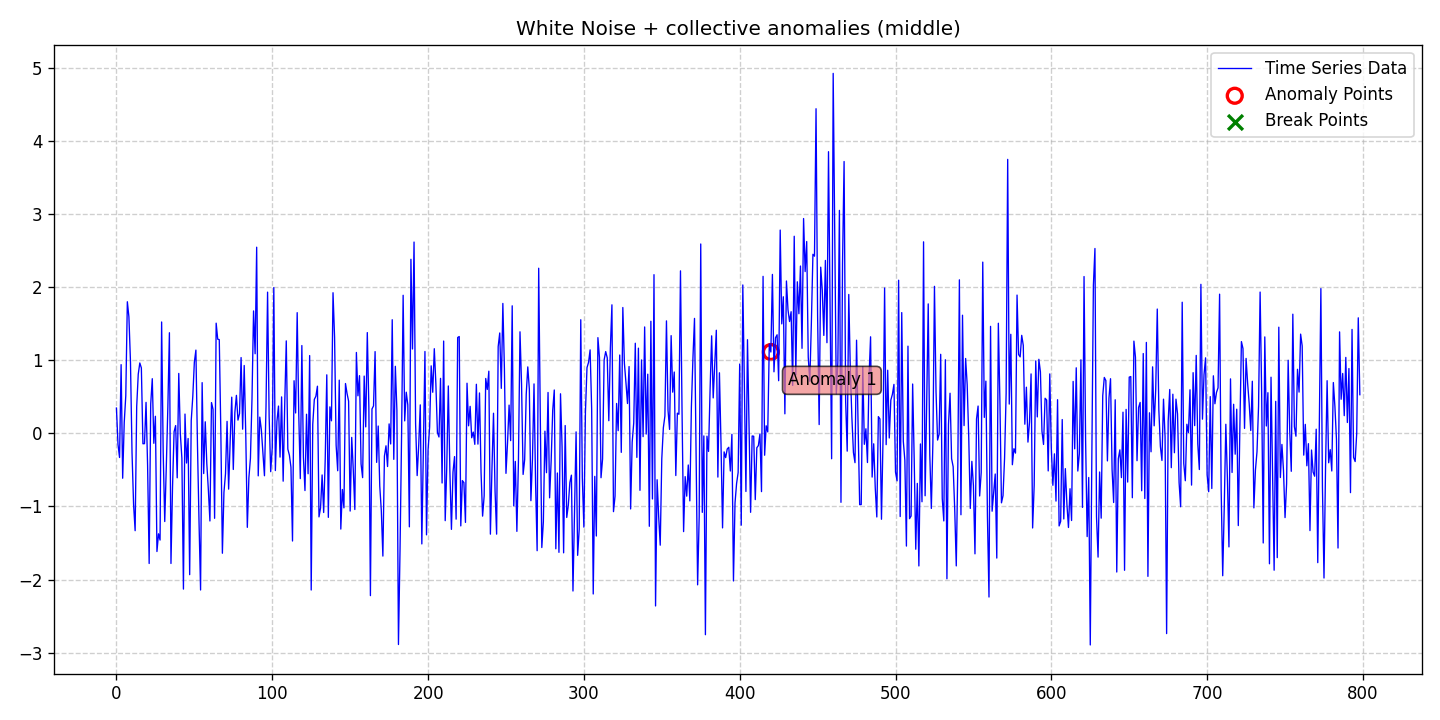 White Noise + collective anomalies (middle)
Time Series Data
Anomaly Points
Break Points
5
4
3
2
1
0
−1
−2
−3
Anomaly 1
0 100 200 300 400 500 600 700 800